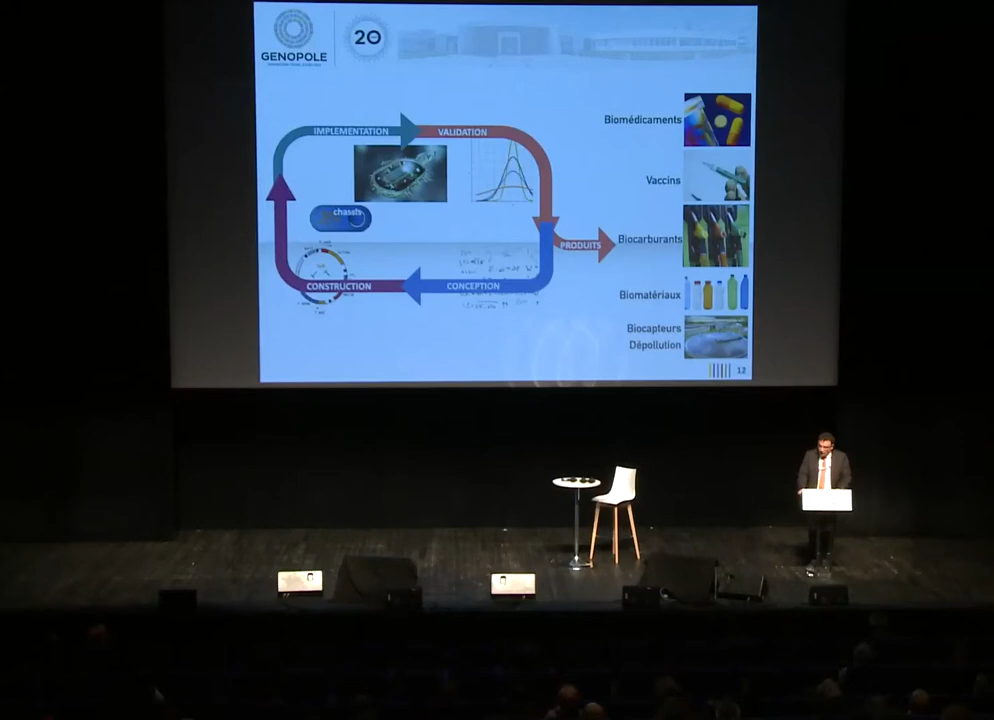 GENOPOLE
20
IMPLEMENTATION
VALIDATION
chassis
PRODUITS
CONSTRUCTION
CONCEPTION
Biomédicaments
Vaccins
Biocarburants
Biomatériaux
Biocapteurs
Dépollution
12